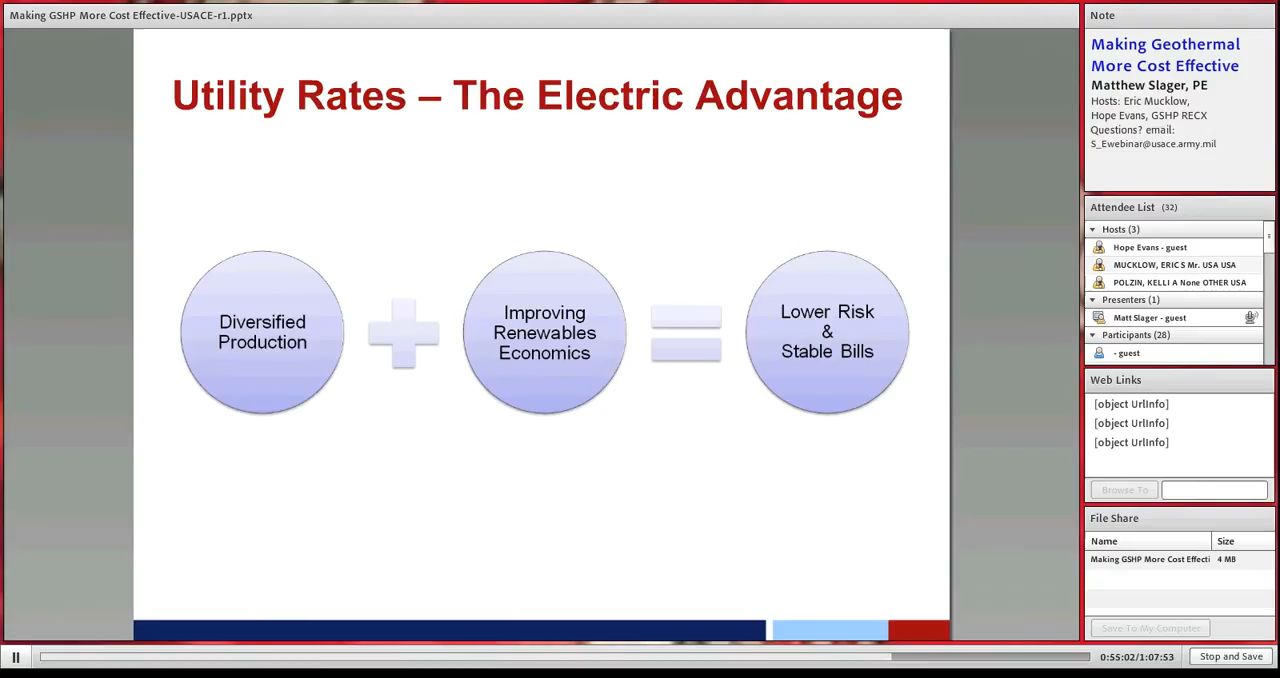 Making GSHP More Cost Effective-USACE-r1.pptx
Utility Rates – The Electric Advantage
Diversified
Production
Improving
Renewables
Economics
Lower Risk
&
Stable Bills
Note
Making Geothermal
More Cost Effective
Matthew Slager, PE
Hosts: Eric Mucklow,
Hope Evans, GSHP RECX
Questions? email:
S_Ewebinar@usace.army.mil
Attendee List (32)
Hosts (3)
Hope Evans - guest
MUCKLOW, ERIC S Mr. USA USA
POLZIN, KELLI A None OTHER USA
Presenters (1)
Matt Slager - guest
Participants (28)
- guest
Web Links
[object UrlInfo]
[object UrlInfo]
[object UrlInfo]
Browse To
File Share
Name Size
Making GSHP More Cost Effecti 4 MB
Save To My Computer
0:55:02/1:07:53
Stop and Save